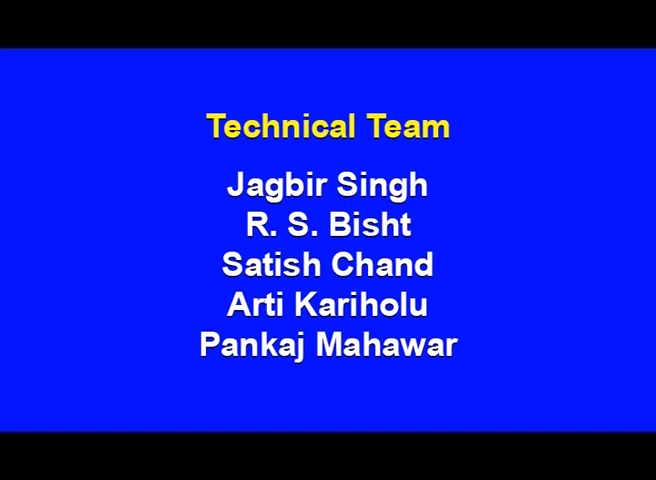 Technical Team
Jagbir Singh
R. S. Bisht
Satish Chand
Arti Kariholu
Pankaj Mahawar